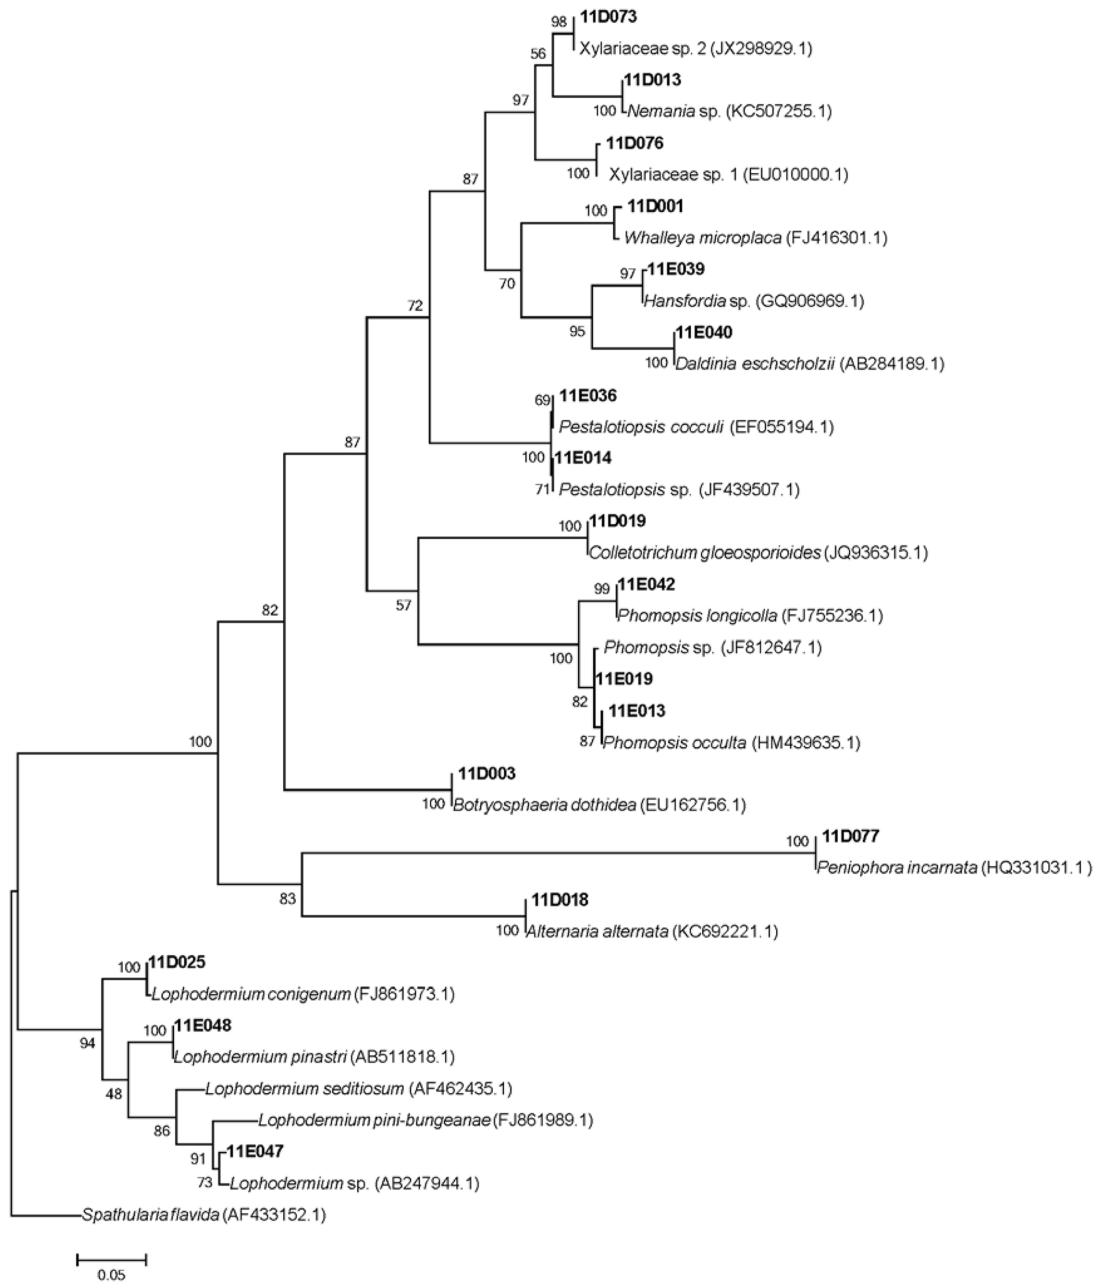 98
11D073
Xylariaceae sp. 2 (JX298929.1)
56
11D013
100
Nemania sp. (KC507255.1)
97
11D076
100
Xylariaceae sp. 1 (EU010000.1)
87
100
11D001
Whalleya microplaca (FJ416301.1)
97
11E039
70
Hansfordia sp. (GQ906969.1)
72
95
11E040
100
Daldinia eschscholzii (AB284189.1)
69
11E036
Pestalotiopsis cocculi (EF055194.1)
87
100
11E014
71
Pestalotiopsis sp. (JF439507.1)
100
11D019
Colletotrichum gloeosporioides (JQ936315.1)
99
11E042
57
Phomopsis longicolla (FJ755236.1)
82
Phomopsis sp. (JF812647.1)
100
11E019
82
11E013
87
Phomopsis occulta (HM439635.1)
100
11D003
100
Botryosphaeria dothidea (EU162756.1)
100
11D077
Peniophora incarnata (HQ331031.1)
83
11D018
100
Alternaria alternata (KC692221.1)
100
11D025
Lophodermium conigenum (FJ861973.1)
94
100
11E048
Lophodermium pinastri (AB511818.1)
48
Lophodermium seditiosum (AF462435.1)
86
Lophodermium pini-bungeanae (FJ861989.1)
91
11E047
73
Lophodermium sp. (AB247944.1)
Spathularia flavida (AF433152.1)
0.05